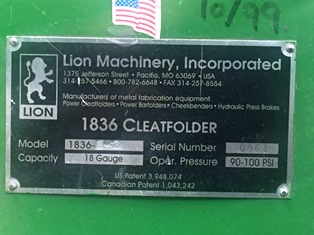 10/99
Lion Machinery, Incorporated
1375 Jefferson Street • Pacific, MO 63069 • USA
314-257-5466 • 800-782-6648 • FAX 314-257-6554
Manufacturers of metal fabrication equipment
Power Cleatfolders • Power Barfolders • Cheekbenders • Hydraulic Press Brakes
LION
1836 CLEATFOLDER
Model 1836- Serial Number 0961
Capacity 18 Gauge Oper. Pressure 90-100 PSI
US Patent 3,948,074
Canadian Patent 1,043,242